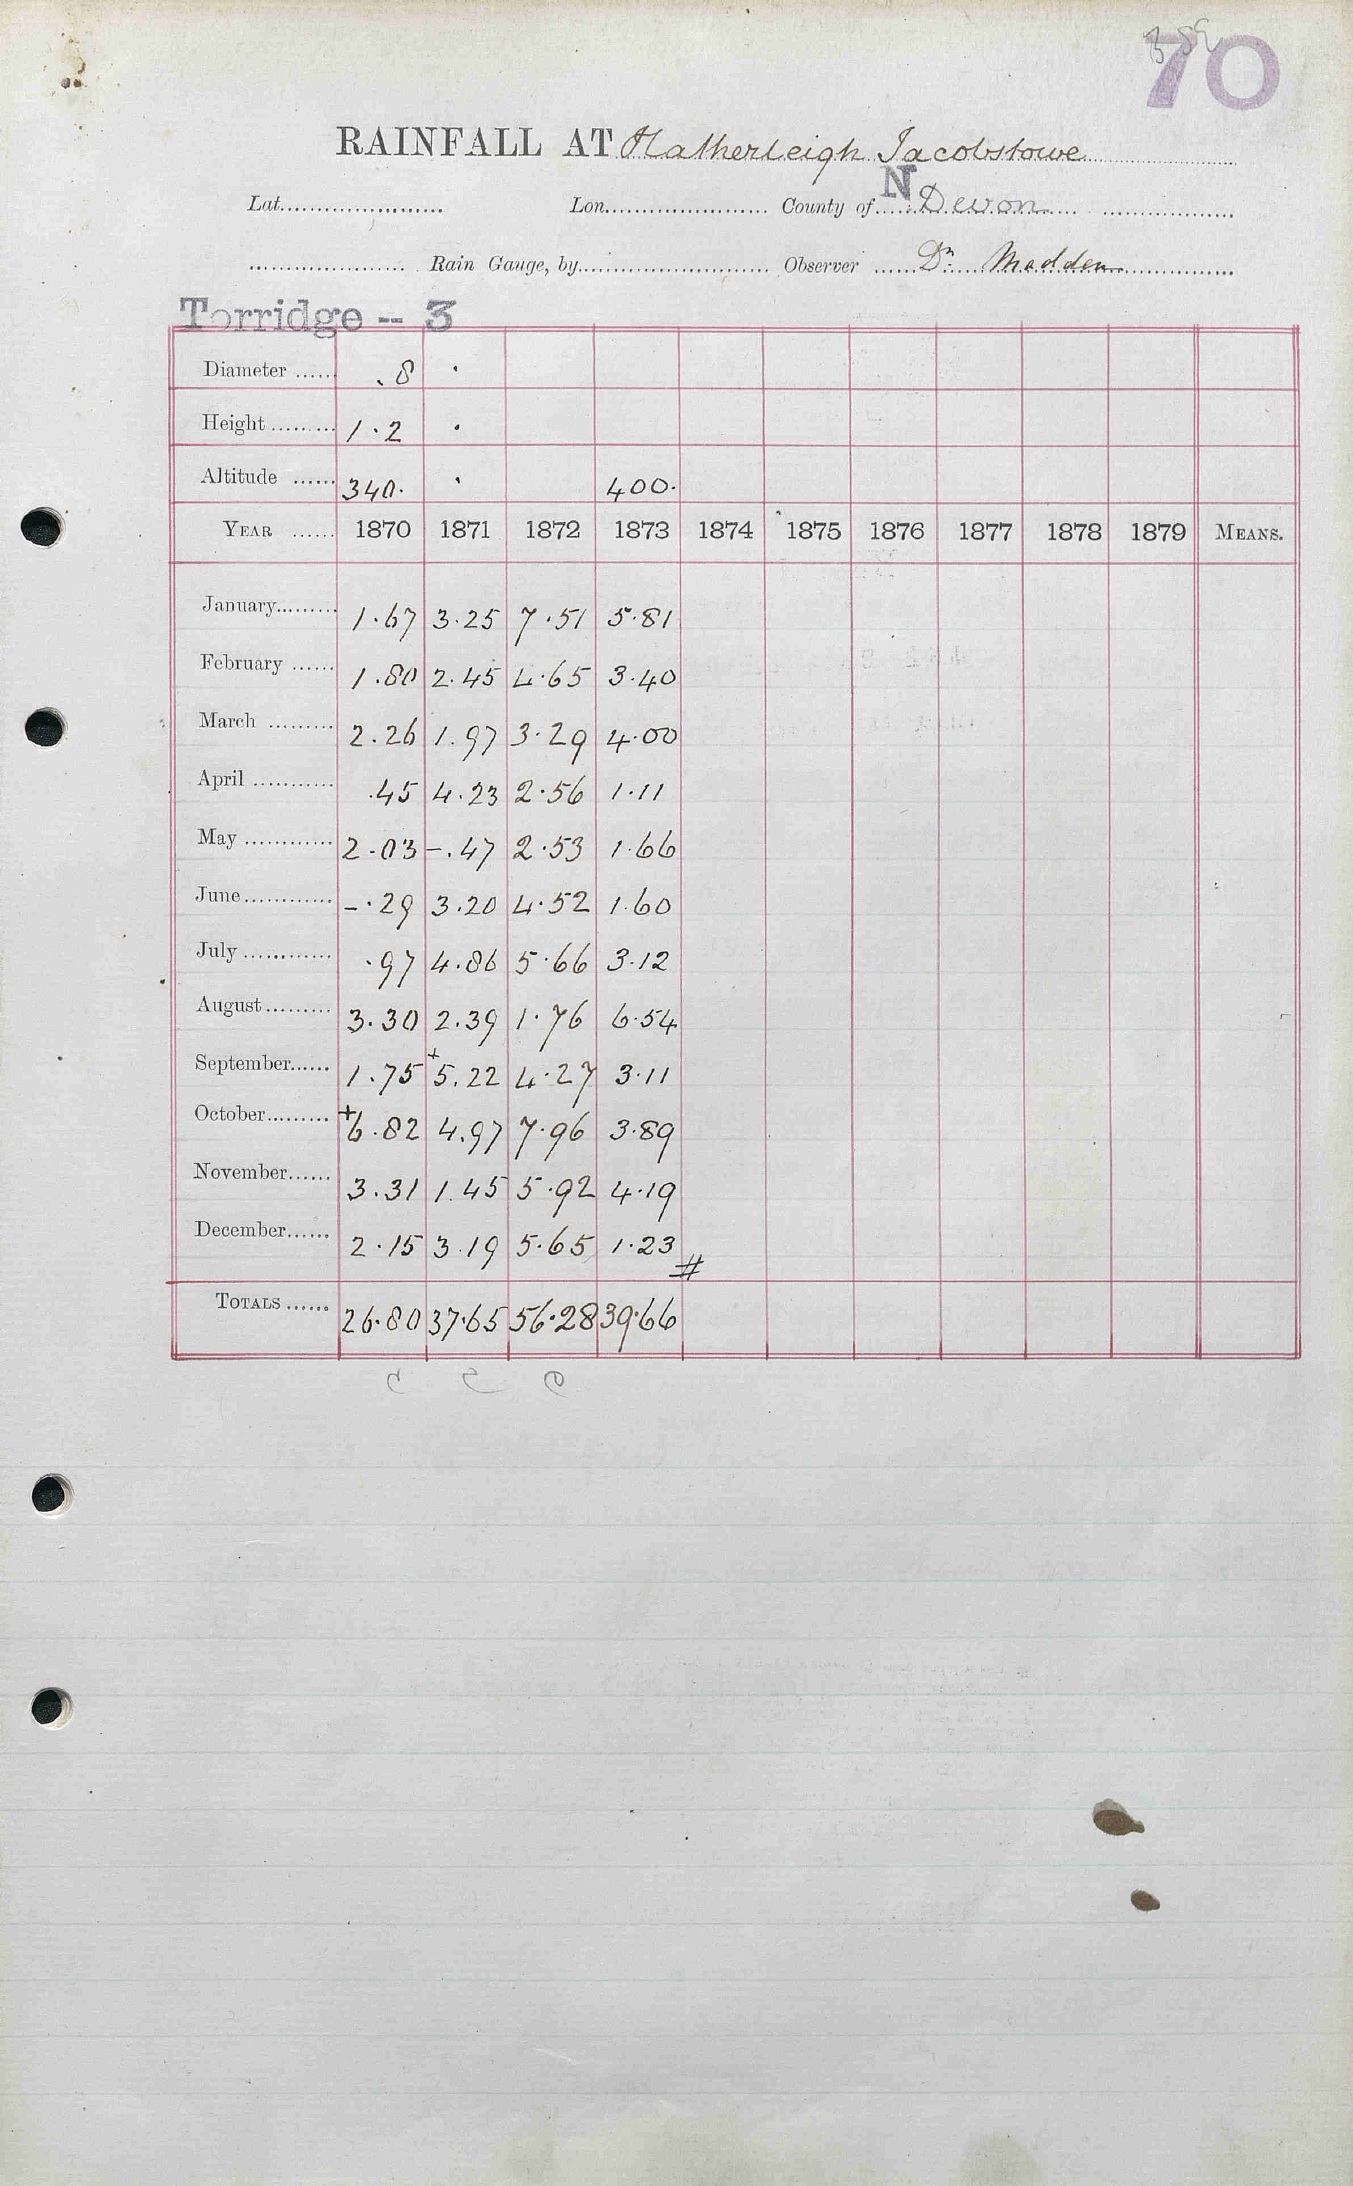 70
RAINFALL AT Hatherleigh Jacobstowe
Lat. Lon. County of N Devon
Rain Gauge, by Observer Dr. Madden
Torridge - 3
Diameter 8 .
Height 1.2 .
Altitude 340. . 400.
YEAR 1870 1871 1872 1873 1874 1875 1876 1877 1878 1879 MEANS.
January 1.67 3.25 7.51 5.81
February 1.80 2.45 4.65 3.40
March 2.26 1.97 3.29 4.00
April .45 4.23 2.56 1.11
May 2.03 -.47 2.53 1.66
June -.29 3.20 4.52 1.60
July .97 4.86 5.66 3.12
August 3.30 2.39 1.76 6.54
September 1.75 +5.22 4.27 3.11
October +6.82 4.97 7.96 3.89
November 3.31 1.45 5.92 4.19
December 2.15 3.19 5.65 1.23 #
TOTALS 26.80 37.65 56.28 39.66